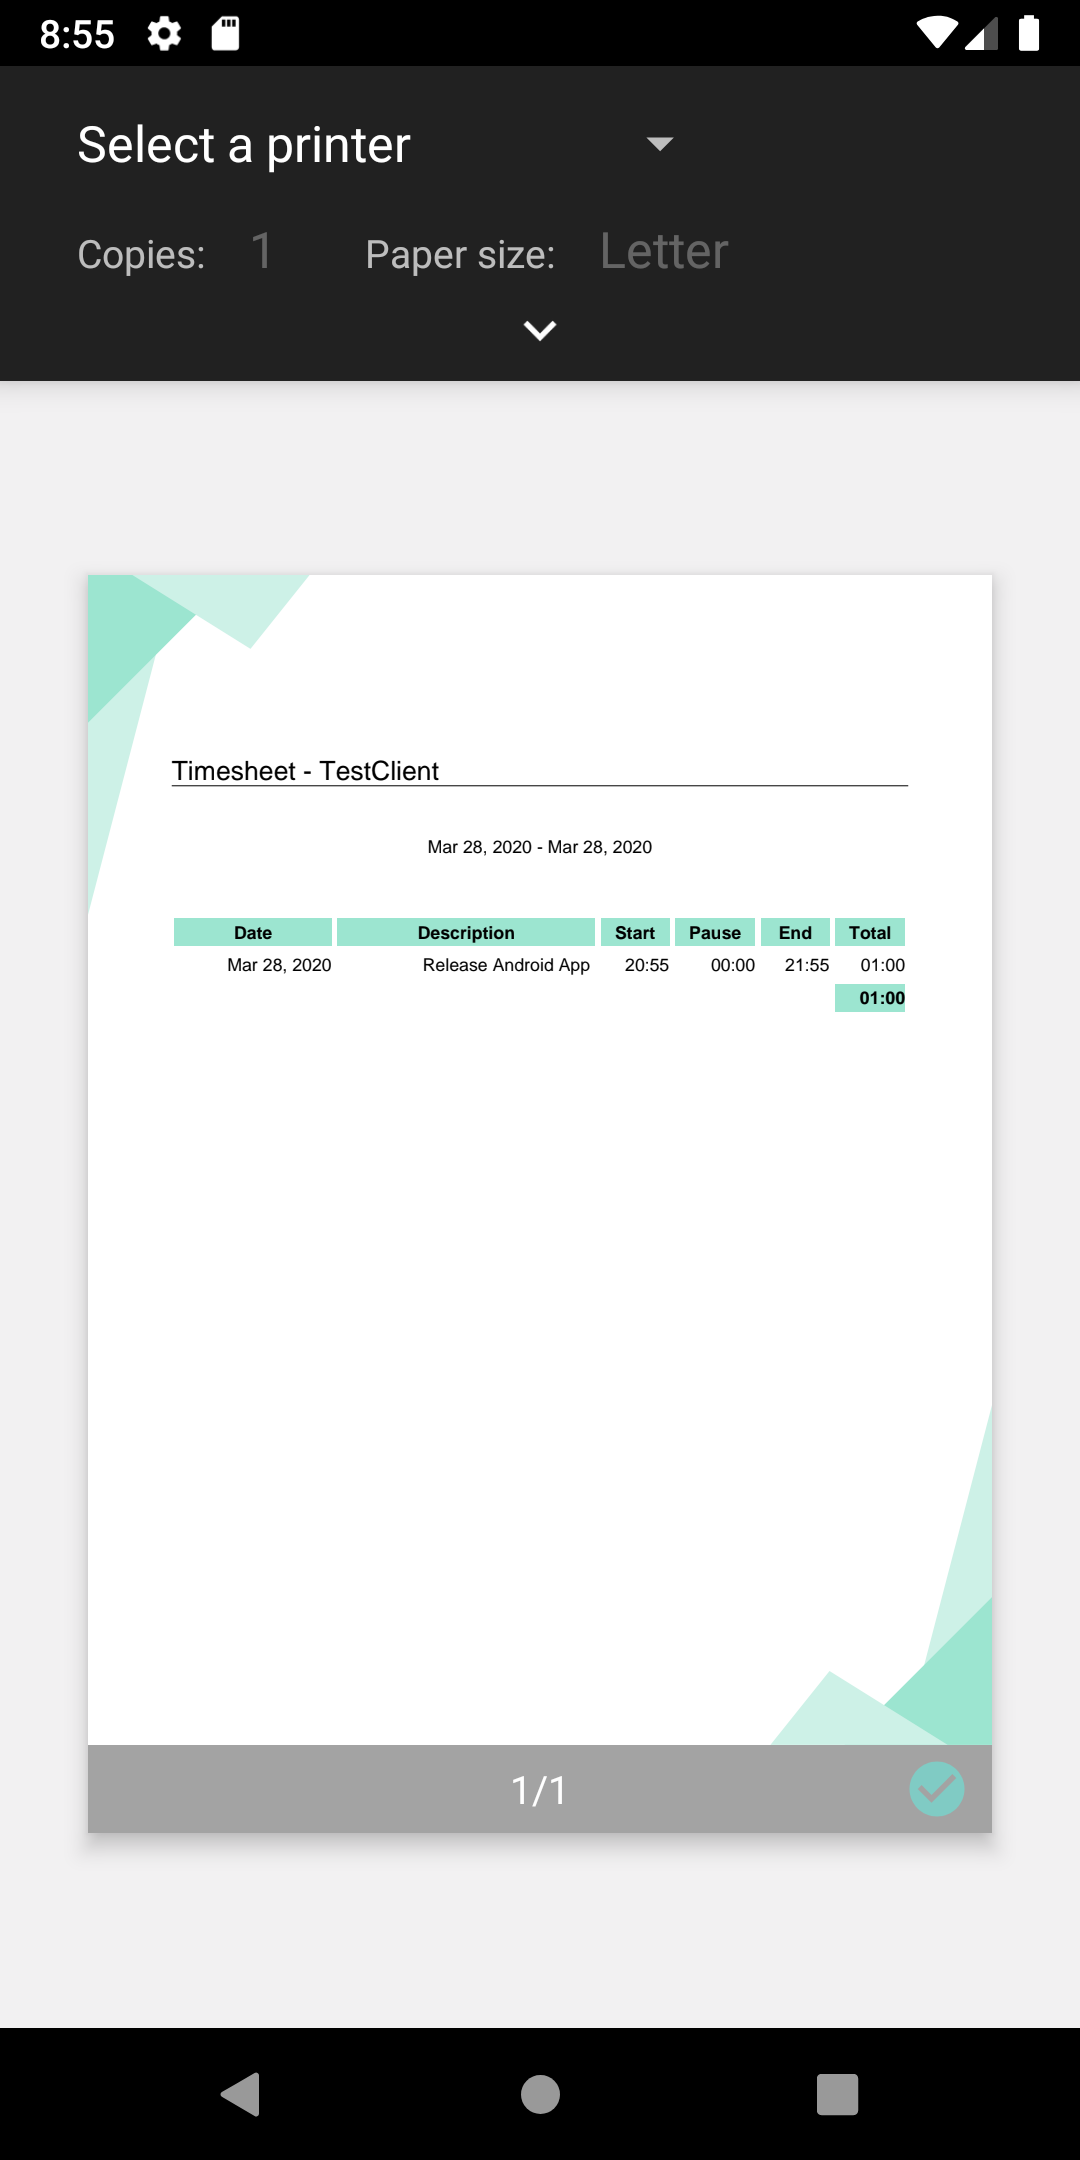 8:55
Select a printer
Copies: 1 Paper size: Letter
Timesheet - TestClient
Mar 28, 2020 - Mar 28, 2020
Date Description Start Pause End Total
Mar 28, 2020 Release Android App 20:55 00:00 21:55 01:00
01:00
1/1